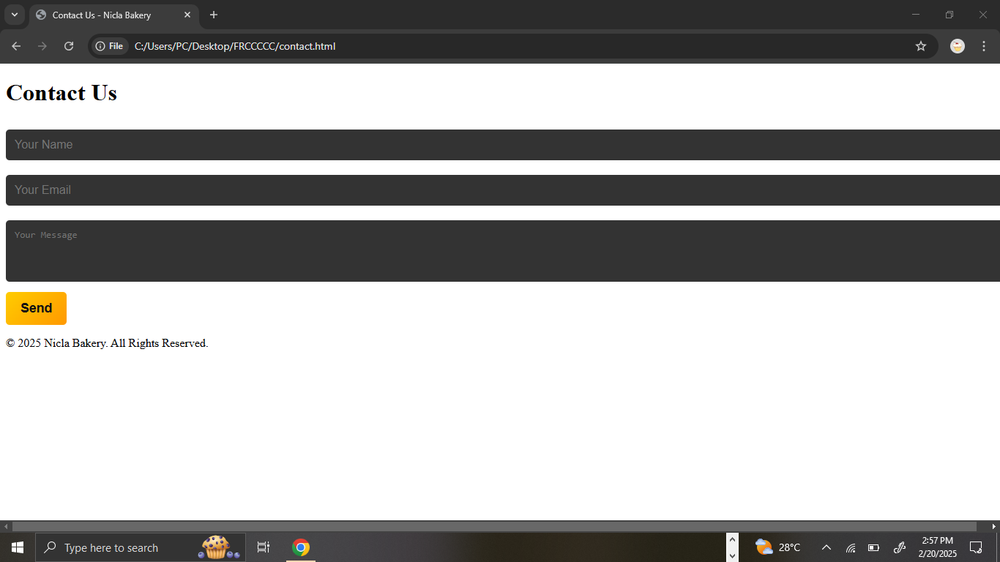 Contact Us - Nicla Bakery
File
C:/Users/PC/Desktop/FRCCCCC/contact.html
Contact Us
Your Name
Your Email
Your Message
Send
© 2025 Nicla Bakery. All Rights Reserved.
Type here to search
28°C
2:57 PM
2/20/2025